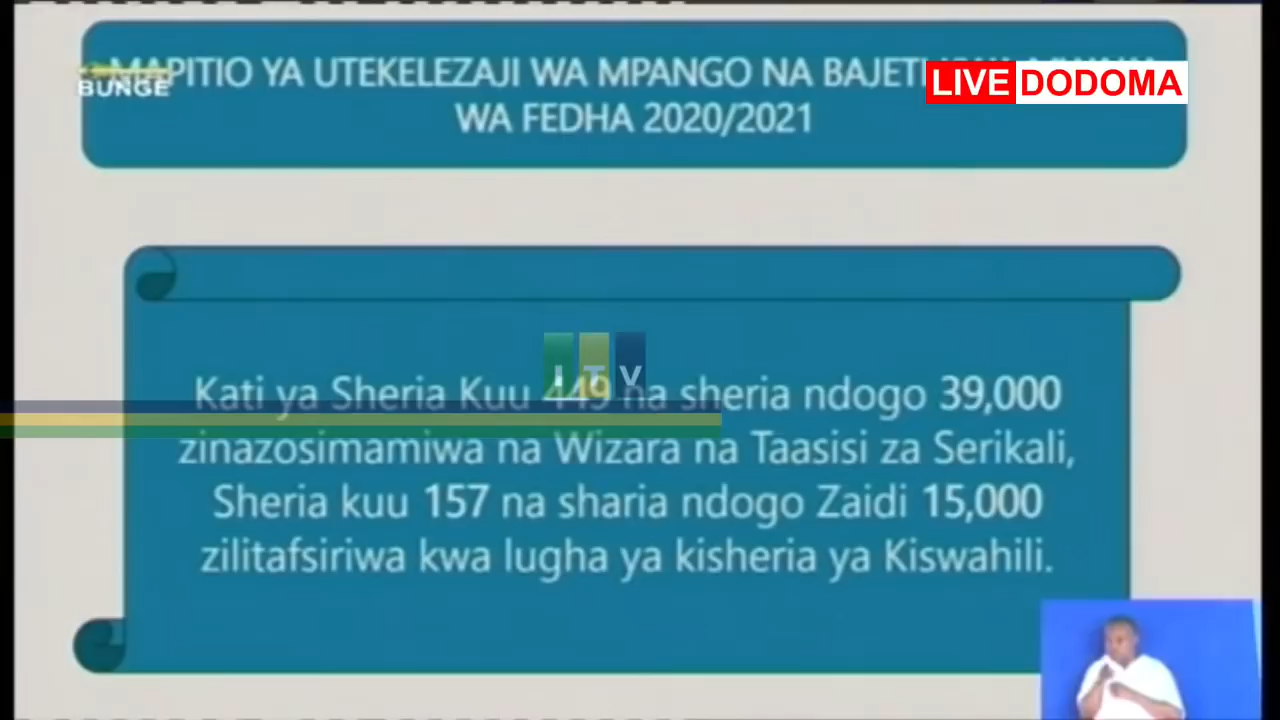 MAPITIO YA UTEKELEZAJI WA MPANGO NA
WA FEDHA 2020/2021
BUNGE
LIVE DODOMA
ITV
Kati ya Sheria Kuu 449 na sheria ndogo 39,000
zinazosimamiwa na Wizara na Taasisi za Serikali,
Sheria kuu 157 na sharia ndogo Zaidi 15,000
zilitafsiriwa kwa lugha ya kisheria ya Kiswahili.